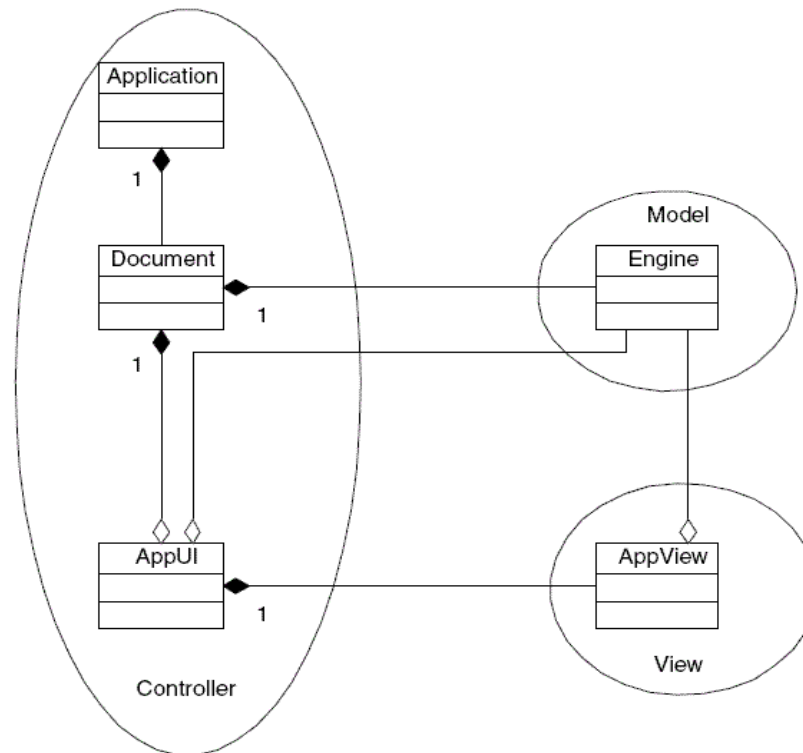 Application
1
Model
Document
Engine
1
1
AppUI
AppView
1
View
Controller